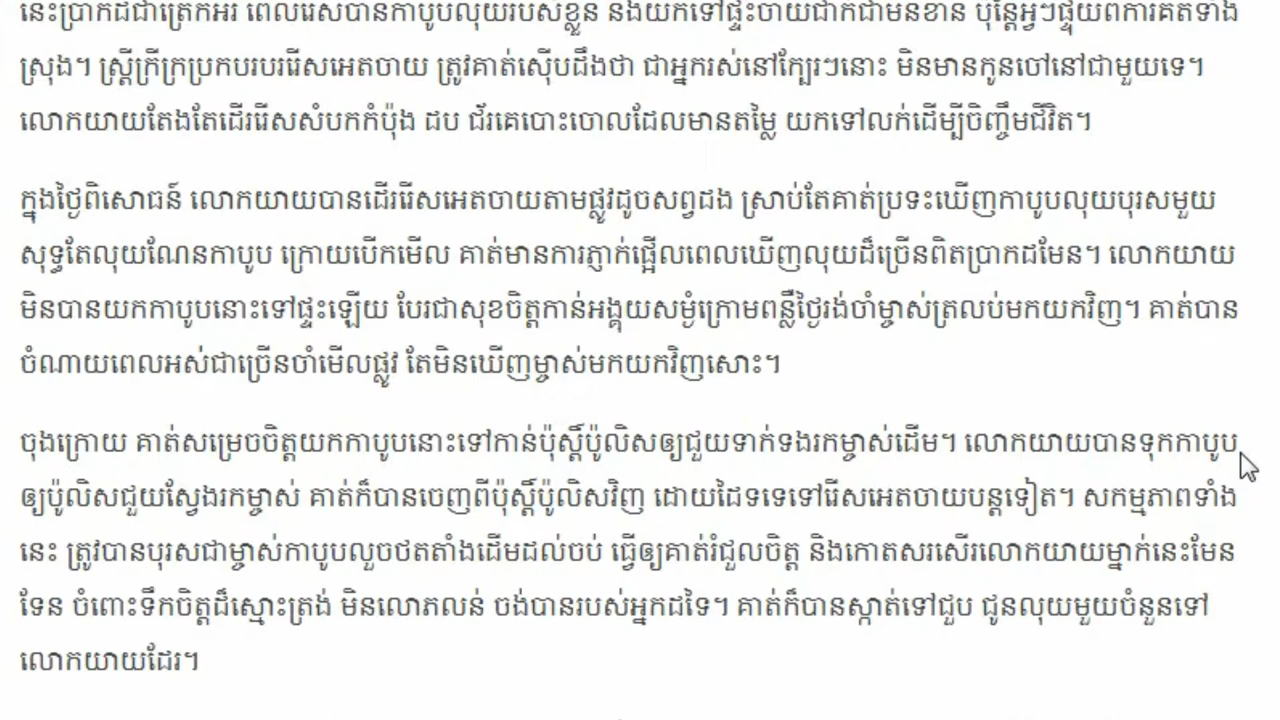 នេះប្រាកដជាត្រេកអរ ពេលរើសបានកាបូបលុយរបស់ខ្លួន និងយកទៅផ្ទះចាយជាក់ជាមិនខាន ប៉ុន្តែអ្វីៗផ្ទុយពីការគិតទាំង
ស្រុង។ ស្ត្រីក្រីក្រប្រកបរបររើសអេតចាយ ត្រូវគាត់ស៊ើបដឹងថា ជាអ្នករស់នៅក្បែរៗនោះ មិនមានកូនចៅនៅជាមួយទេ។
លោកយាយតែងតែដើររើសសំបកកំប៉ុង ដប ជ័រគេបោះចោលដែលមានតម្លៃ យកទៅលក់ដើម្បីចិញ្ចឹមជីវិត។
ក្នុងថ្ងៃពិសោធន៍ លោកយាយបានដើររើសអេតចាយតាមផ្លូវដូចសព្វដង ស្រាប់តែគាត់ប្រទះឃើញកាបូបលុយបុរសមួយ
សុទ្ធតែលុយណែនកាបូប ក្រោយបើកមើល គាត់មានការភ្ញាក់ផ្អើលពេលឃើញលុយដ៏ច្រើនពិតប្រាកដមែន។ លោកយាយ
មិនបានយកកាបូបនោះទៅផ្ទះឡើយ បែរជាសុខចិត្តកាន់អង្គុយសម្ងំក្រោមពន្លឺថ្ងៃរង់ចាំម្ចាស់ត្រលប់មកយកវិញ។ គាត់បាន
ចំណាយពេលអស់ជាច្រើនចាំមើលផ្លូវ តែមិនឃើញម្ចាស់មកយកវិញសោះ។
ចុងក្រោយ គាត់សម្រេចចិត្តយកកាបូបនោះទៅកាន់ប៉ុស្តិ៍ប៉ូលិសឲ្យជួយទាក់ទងរកម្ចាស់ដើម។ លោកយាយបានទុកកាបូប
ឲ្យប៉ូលិសជួយស្វែងរកម្ចាស់ គាត់ក៏បានចេញពីប៉ុស្តិ៍ប៉ូលិសវិញ ដោយដៃទទេទៅរើសអេតចាយបន្តទៀត។ សកម្មភាពទាំង
នេះ ត្រូវបានបុរសជាម្ចាស់កាបូបលួចថតតាំងដើមដល់ចប់ ធ្វើឲ្យគាត់រំជួលចិត្ត និងកោតសរសើរលោកយាយម្នាក់នេះមែន
ទែន ចំពោះទឹកចិត្តដ៏ស្មោះត្រង់ មិនលោភលន់ ចង់បានរបស់អ្នកដទៃ។ គាត់ក៏បានស្កាត់ទៅជួប ជូនលុយមួយចំនួនទៅ
លោកយាយដែរ។